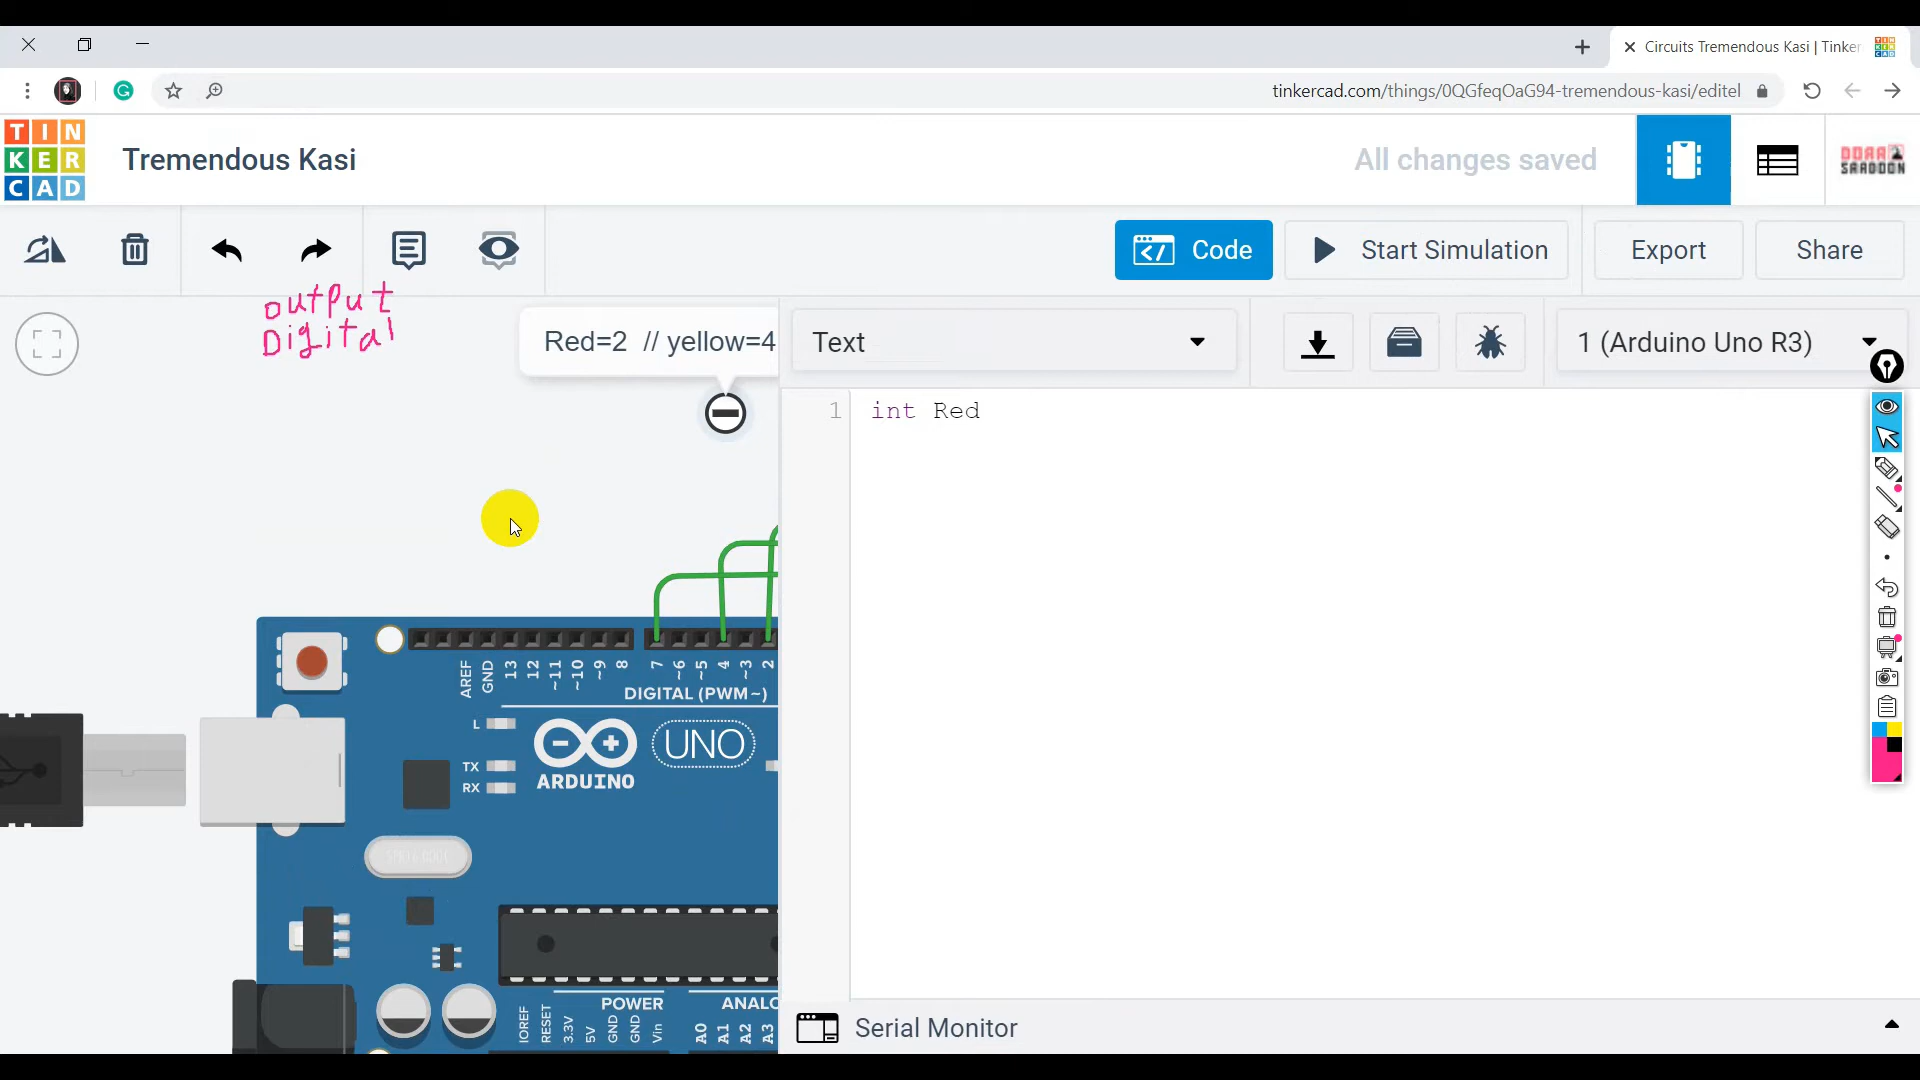 Circuits Tremendous Kasi | Tinker
tinkercad.com/things/0QGfeqOaG94-tremendous-kasi/editel
TIN
KER
CAD
Tremendous Kasi
All changes saved
DOAA
SAADOON
Code
Start Simulation
Export
Share
output
Digital
Red=2 // yellow=4
Text
1 (Arduino Uno R3)
1 int Red
AREF
GND
13
12
~11
~10
~9
8
7
~6
~5
4
~3
2
DIGITAL (PWM~)
L
TX
RX
UNO
ARDUINO
POWER
ANALO
IOREF
RESET
3.3V
5V
GND
GND
Vin
A0
A1
A2
A3
Serial Monitor